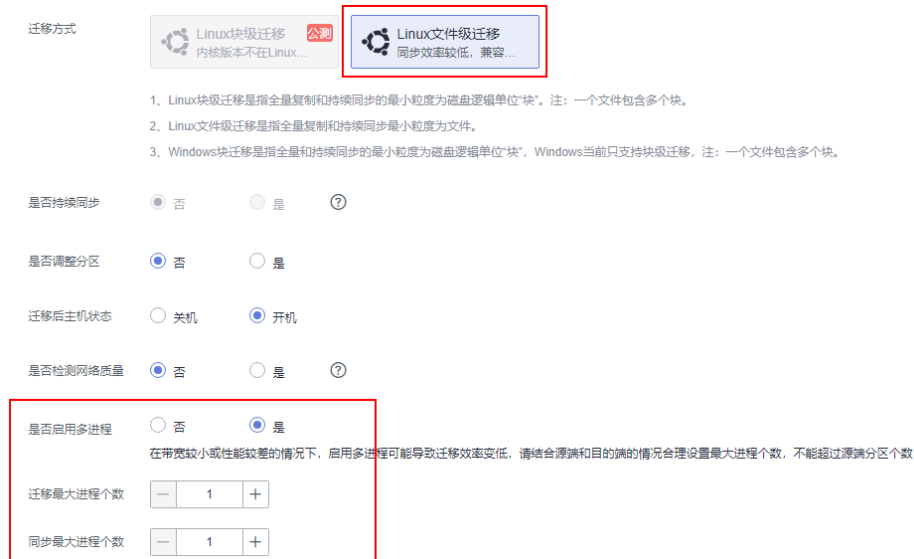 迁移方式
Linux块级迁移
公测
内核版本不在Linux...
Linux文件级迁移
同步效率较低，兼容...
1、Linux块级迁移是指全量复制和持续同步的最小粒度为磁盘逻辑单位“块”。注：一个文件包含多个块。
2、Linux文件级迁移是指全量复制和持续同步最小粒度为文件。
3、Windows块迁移是指全量和持续同步的最小粒度为磁盘逻辑单位“块”，Windows当前只支持块级迁移，注：一个文件包含多个块。
是否持续同步 否 是 ?
是否调整分区 否 是
迁移后主机状态 关机 开机
是否检测网络质量 否 是 ?
是否启用多进程 否 是
在带宽较小或性能较差的情况下，启用多进程可能导致迁移效率变低，请结合源端和目的端的情况合理设置最大进程个数，不能超过源端分区个数
迁移最大进程个数 — 1 +
同步最大进程个数 — 1 +